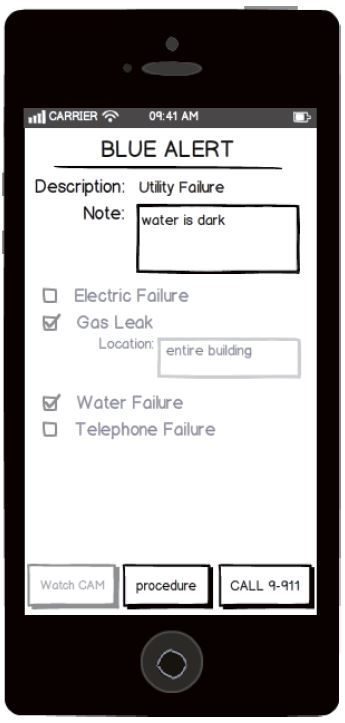 CARRIER 09:41 AM
BLUE ALERT
Description: Utility Failure
Note: water is dark
Electric Failure
Gas Leak
Location: entire building
Water Failure
Telephone Failure
Watch CAM procedure CALL 9-911